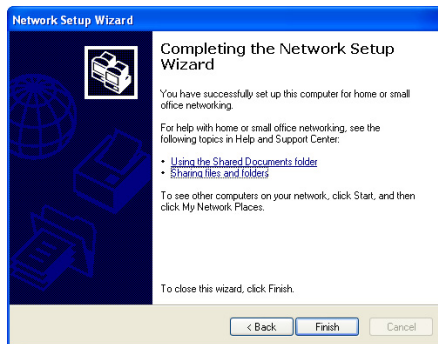 Network Setup Wizard
Completing the Network Setup
Wizard
You have successfully set up this computer for home or small
office networking.
For help with home or small office networking, see the
following topics in Help and Support Center:
• Using the Shared Documents folder
• Sharing files and folders
To see other computers on your network, click Start, and then
click My Network Places.
To close this wizard, click Finish.
< Back
Finish
Cancel